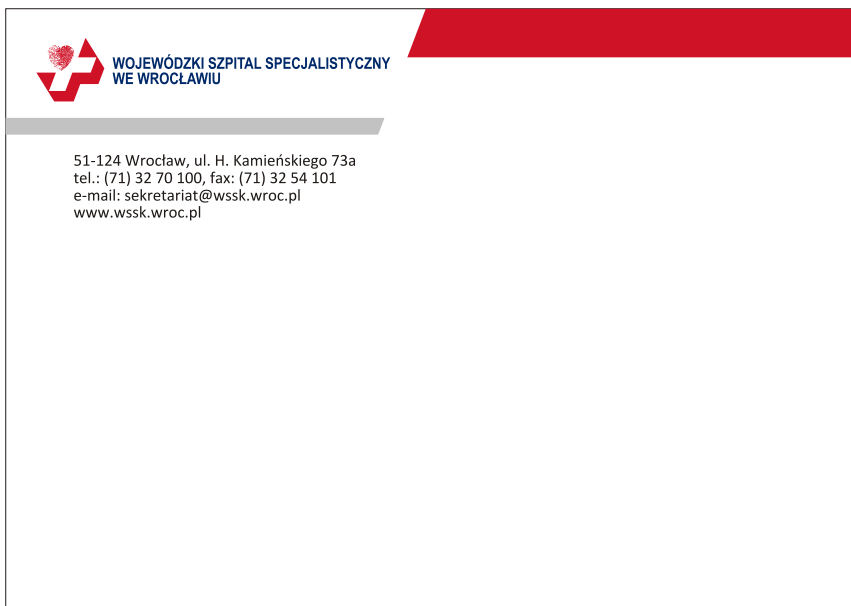 WOJEWÓDZKI SZPITAL SPECJALISTYCZNY
WE WROCŁAWIU
51-124 Wrocław, ul. H. Kamieńskiego 73a
tel.: (71) 32 70 100, fax: (71) 32 54 101
e-mail: sekretariat@wssk.wroc.pl
www.wssk.wroc.pl